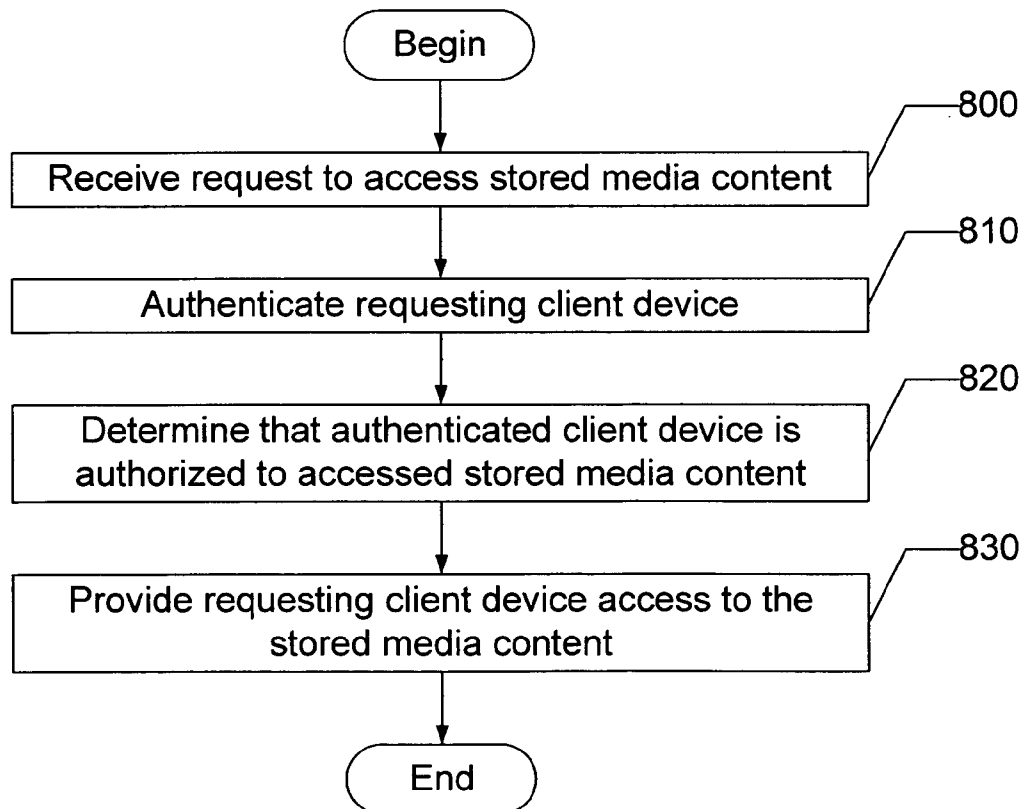 Begin
800
Receive request to access stored media content
810
Authenticate requesting client device
820
Determine that authenticated client device is
authorized to accessed stored media content
830
Provide requesting client device access to the
stored media content
End